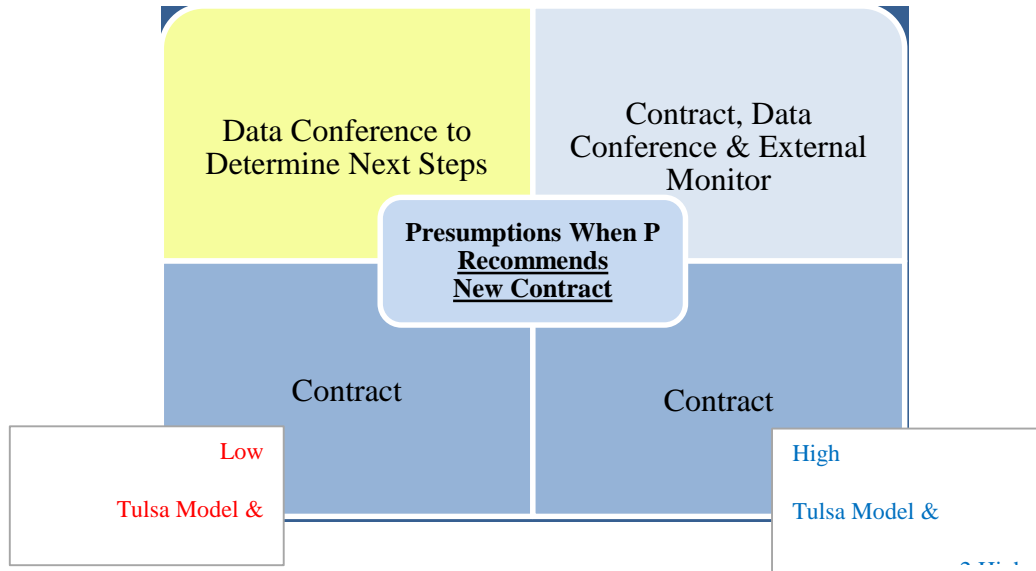 Data Conference to
Determine Next Steps
Contract, Data
Conference & External
Monitor
Presumptions When P
Recommends
New Contract
Contract
Contract
Low
Tulsa Model &
High
Tulsa Model &